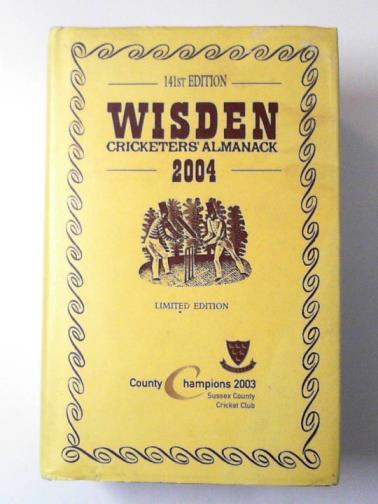 141ST EDITION
WISDEN
CRICKETERS' ALMANACK
2004
LIMITED EDITION
County Champions 2003
Sussex County
Cricket Club